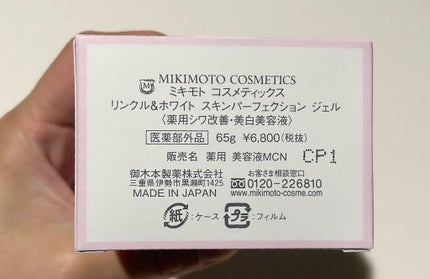 M
MIKIMOTO COSMETICS
ミキモト コスメティックス
リンクル&ホワイト スキンパーフェクション ジェル
〈薬用シワ改善・美白美容液〉
医薬部外品 65g ¥6,800(税抜)
販売名 薬用 美容液MCN CP1
御木本製薬株式会社
三重県伊勢市黒瀬町1425
MADE IN JAPAN
お客さま相談窓口
0120-226810
www.mikimoto-cosme.com
紙:ケース プラ:フィルム